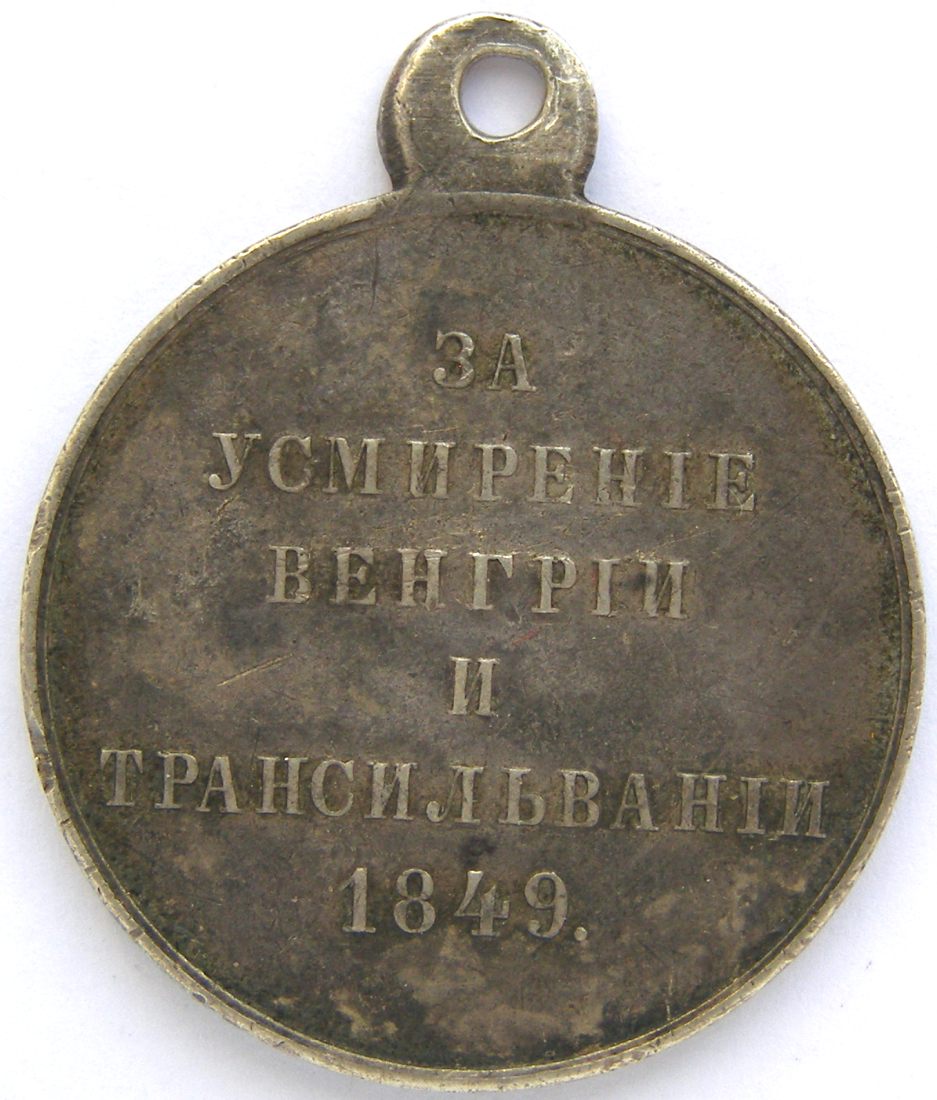 ЗА
УСМИРЕНІЕ
ВЕНГРІИ
И
ТРАНСИЛЬВАНІИ
1849.